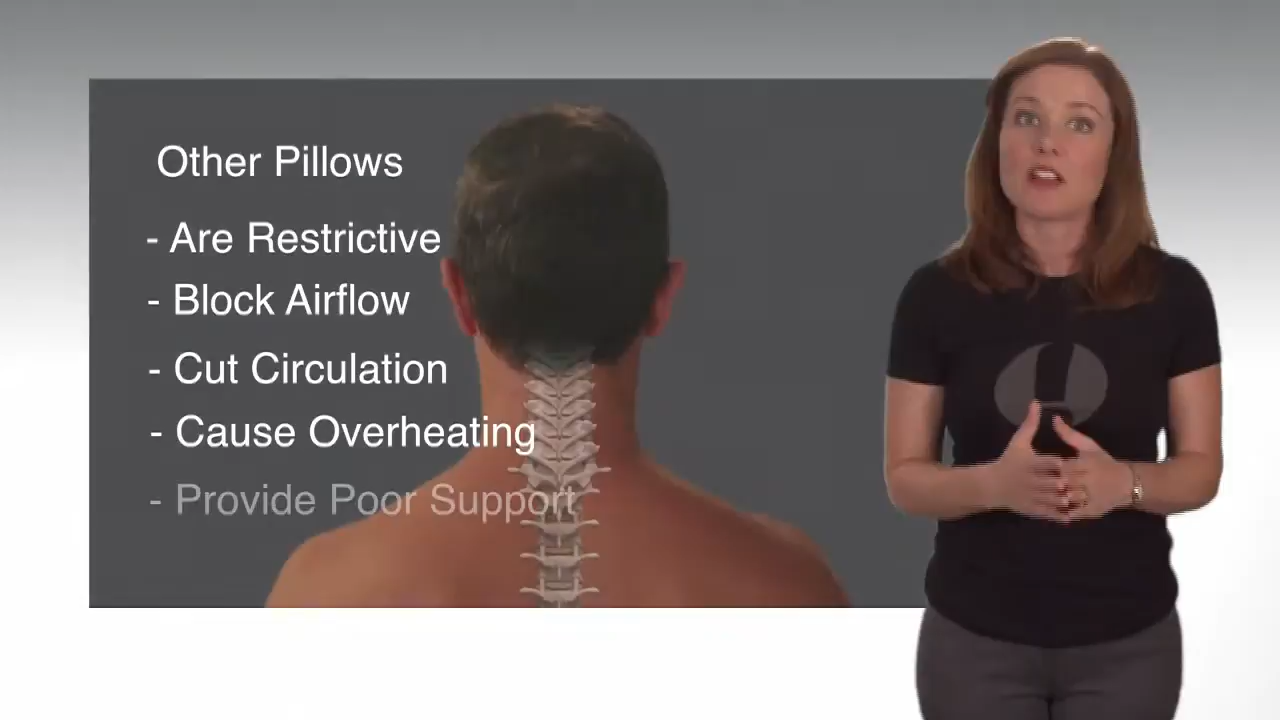 Other Pillows
- Are Restrictive
- Block Airflow
- Cut Circulation
- Cause Overheating
- Provide Poor Support